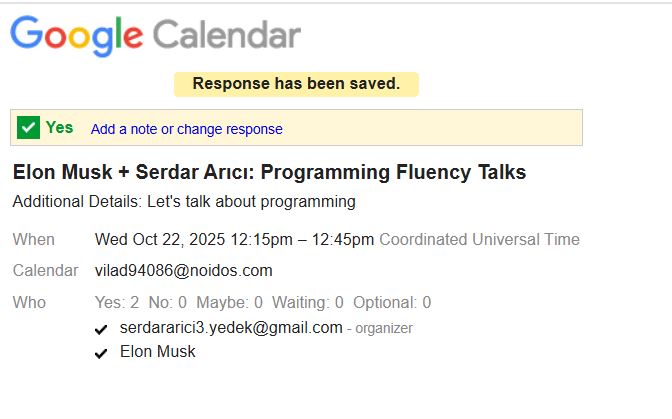 Google Calendar
Response has been saved.
Yes Add a note or change response
Elon Musk + Serdar Arıcı: Programming Fluency Talks
Additional Details: Let's talk about programming
When Wed Oct 22, 2025 12:15pm – 12:45pm Coordinated Universal Time
Calendar vilad94086@noidos.com
Who Yes: 2 No: 0 Maybe: 0 Waiting: 0 Optional: 0
serdararici3.yedek@gmail.com - organizer
Elon Musk